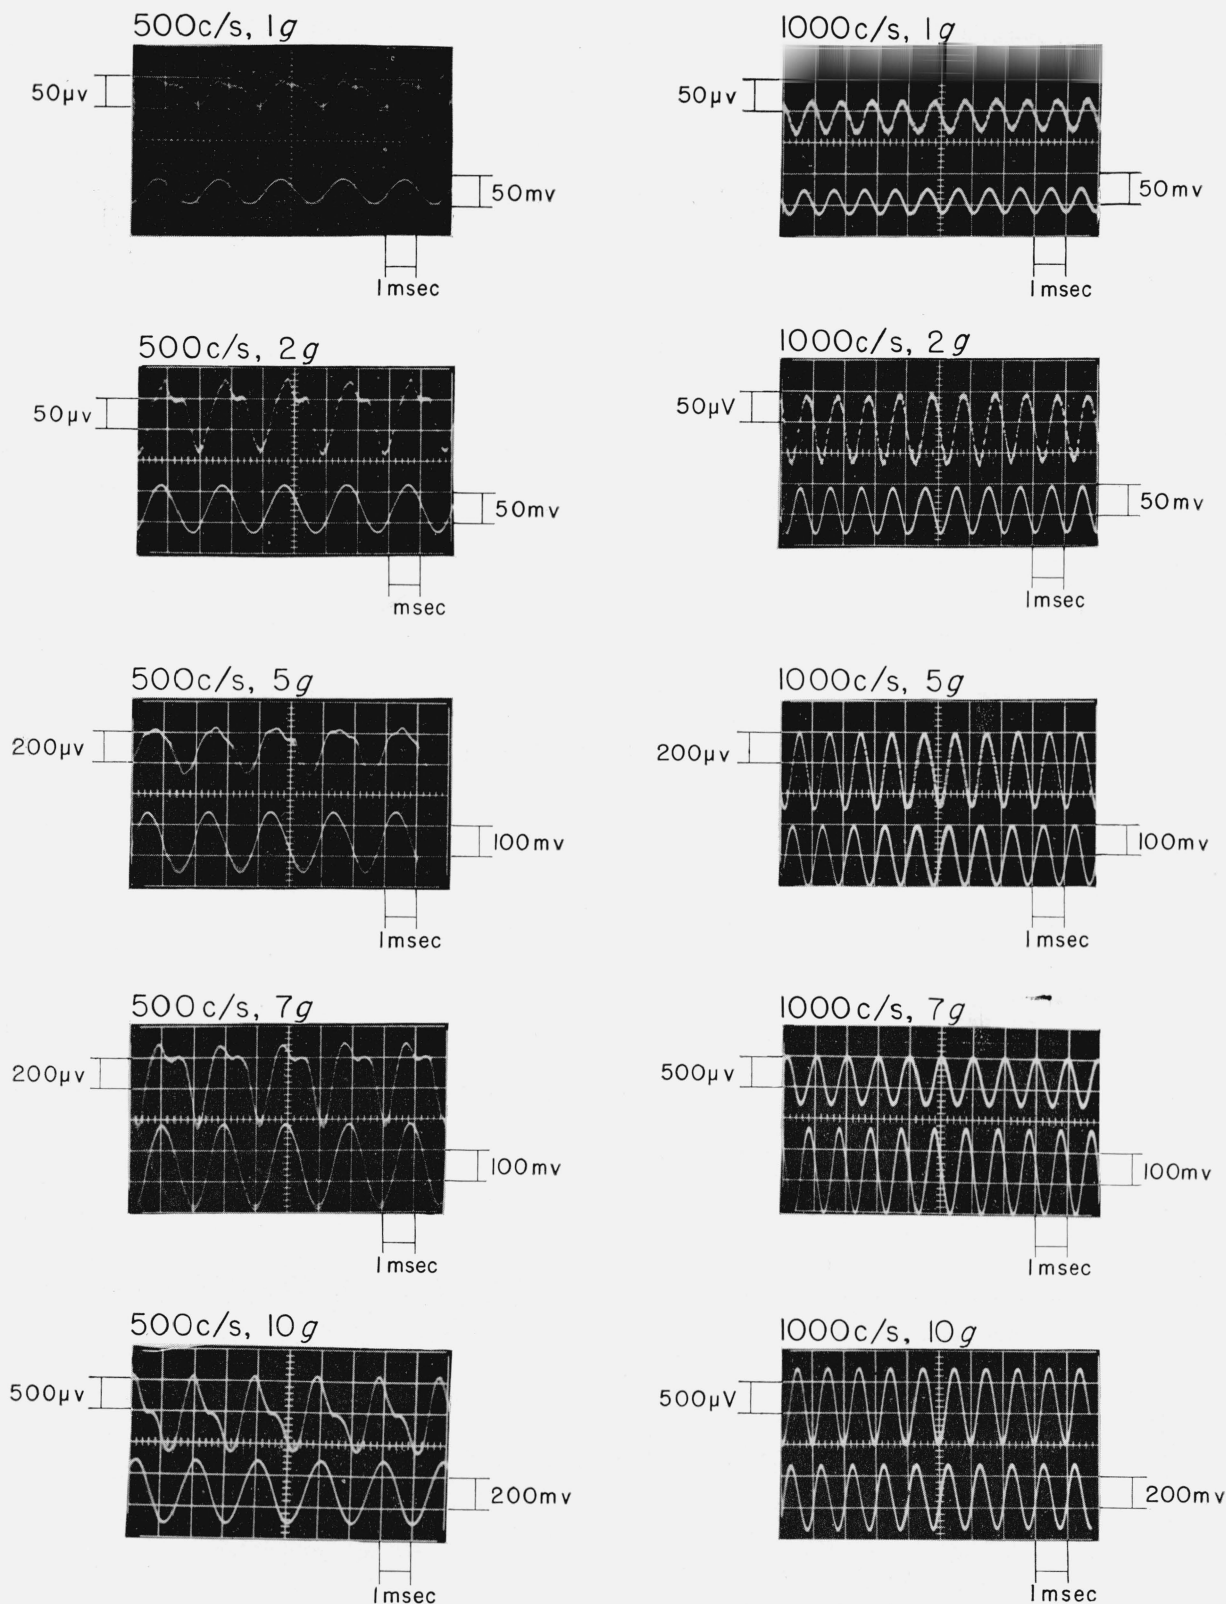 500c/s, 1g
50μv
50mv
1msec
1000c/s, 1g
50μv
50mv
1msec
500c/s, 2g
50μv
50mv
msec
1000c/s, 2g
50μV
50mv
1msec
500c/s, 5g
200μv
100mv
1msec
1000c/s, 5g
200μv
100mv
1msec
500c/s, 7g
200μv
100mv
1msec
1000c/s, 7g
500μv
100mv
1msec
500c/s, 10g
500μv
200mv
1msec
1000c/s, 10g
500μV
200mv
1msec